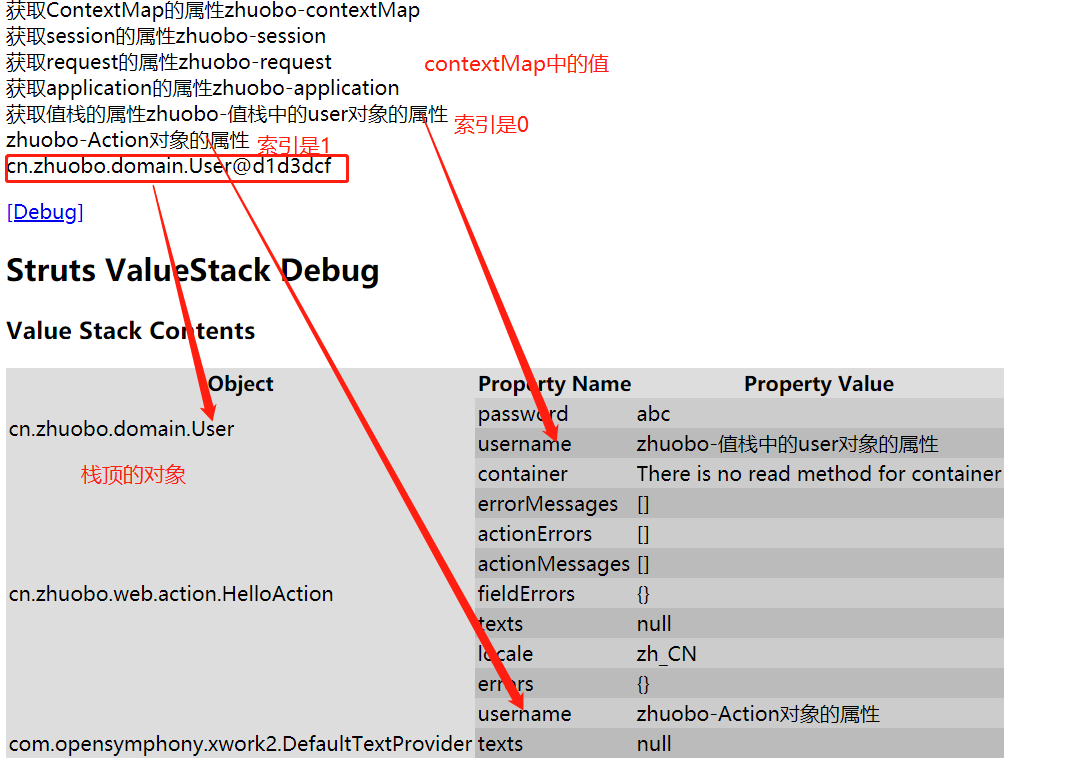 获取ContextMap的属性zhuobo-contextMap
获取session的属性zhuobo-session
获取request的属性zhuobo-request
contextMap中的值
获取application的属性zhuobo-application
获取值栈的属性zhuobo-值栈中的user对象的属性
索引是0
zhuobo-Action对象的属性
索引是1
cn.zhuobo.domain.User@d1d3dcf
[Debug]
Struts ValueStack Debug
Value Stack Contents
Object Property Name Property Value
password abc
cn.zhuobo.domain.User
username zhuobo-值栈中的user对象的属性
栈顶的对象
container There is no read method for container
errorMessages []
actionErrors []
actionMessages []
cn.zhuobo.web.action.HelloAction fieldErrors {}
texts null
locale zh_CN
errors {}
username zhuobo-Action对象的属性
com.opensymphony.xwork2.DefaultTextProvider texts null